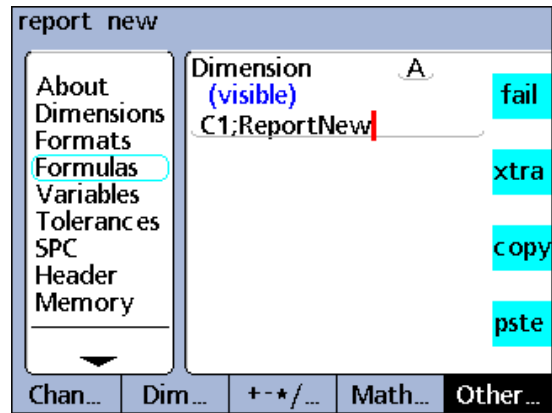 report new
About
Dimensions
Formats
Formulas
Variables
Tolerances
SPC
Header
Memory
Dimension A
(visible)
C1;ReportNew
fail
xtra
copy
pste
Chan... Dim... +-*/... Math... Other...